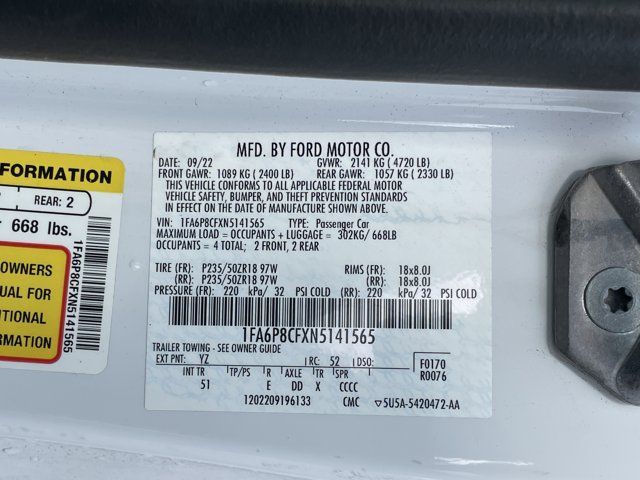 FORMATION
REAR: 2
668 lbs.
OWNERS
UAL FOR
ITIONAL
MATION
1FA6P8CFXN5141565
MFD. BY FORD MOTOR CO.
DATE: 09/22 GVWR: 2141 KG ( 4720 LB)
FRONT GAWR: 1089 KG ( 2400 LB) REAR GAWR: 1057 KG ( 2330 LB)
THIS VEHICLE CONFORMS TO ALL APPLICABLE FEDERAL MOTOR
VEHICLE SAFETY, BUMPER, AND THEFT PREVENTION STANDARDS
IN EFFECT ON THE DATE OF MANUFACTURE SHOWN ABOVE.
VIN: 1FA6P8CFXN5141565 TYPE: Passenger Car
MAXIMUM LOAD = OCCUPANTS + LUGGAGE = 302KG/ 668LB
OCCUPANTS = 4 TOTAL; 2 FRONT, 2 REAR
TIRE (FR): P235/50ZR18 97W RIMS (FR): 18x8.0J
(RR): P235/50ZR18 97W (RR): 18x8.0J
PRESSURE (FR): 220 kPa/ 32 PSI COLD (RR): 220 kPa/ 32 PSI COLD
1FA6P8CFXN5141565
TRAILER TOWING - SEE OWNER GUIDE
EXT PNT: YZ RC: 52 DSO: F0170
R0076
INT TR TP/PS R AXLE TR SPR
51 E DD X CCCC
1202209196133 CMC ▽5U5A-5420472-AA